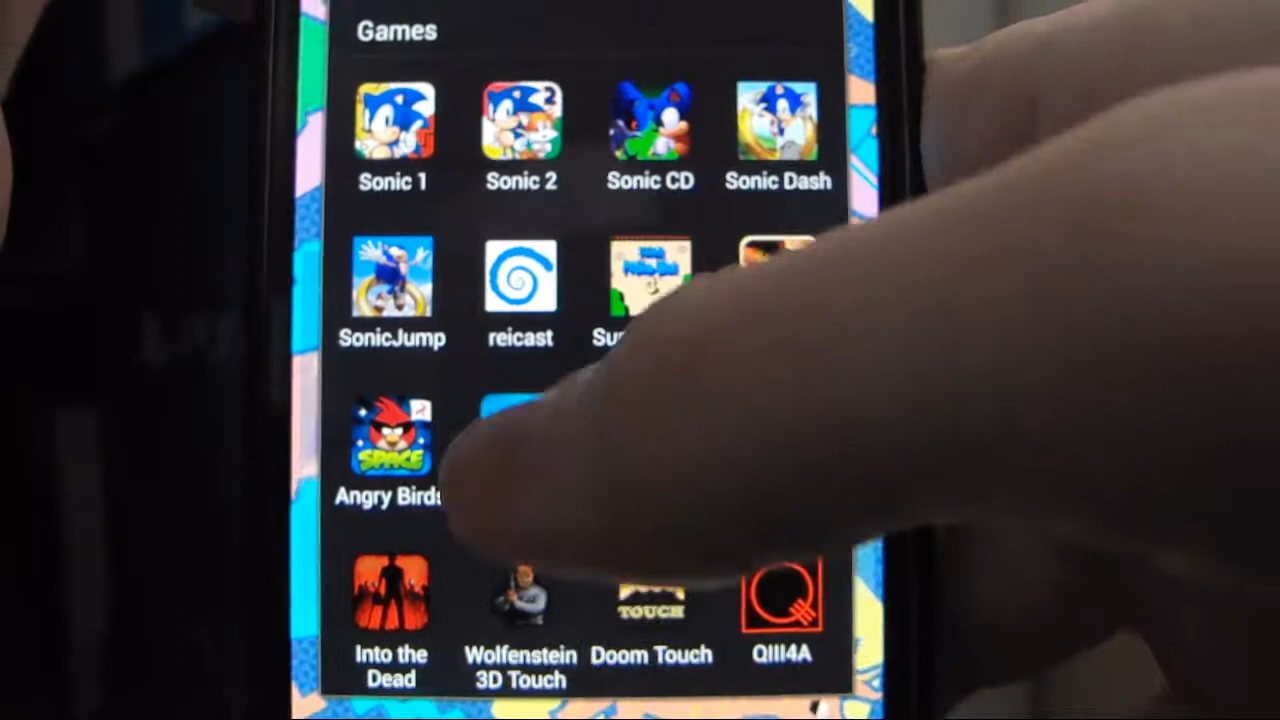 Games
Sonic 1
Sonic 2
Sonic CD
Sonic Dash
SonicJump
reicast
SPACE
Angry Birds
Into the
Dead
Wolfenstein
3D Touch
TOUCH
Doom Touch
QIII4A